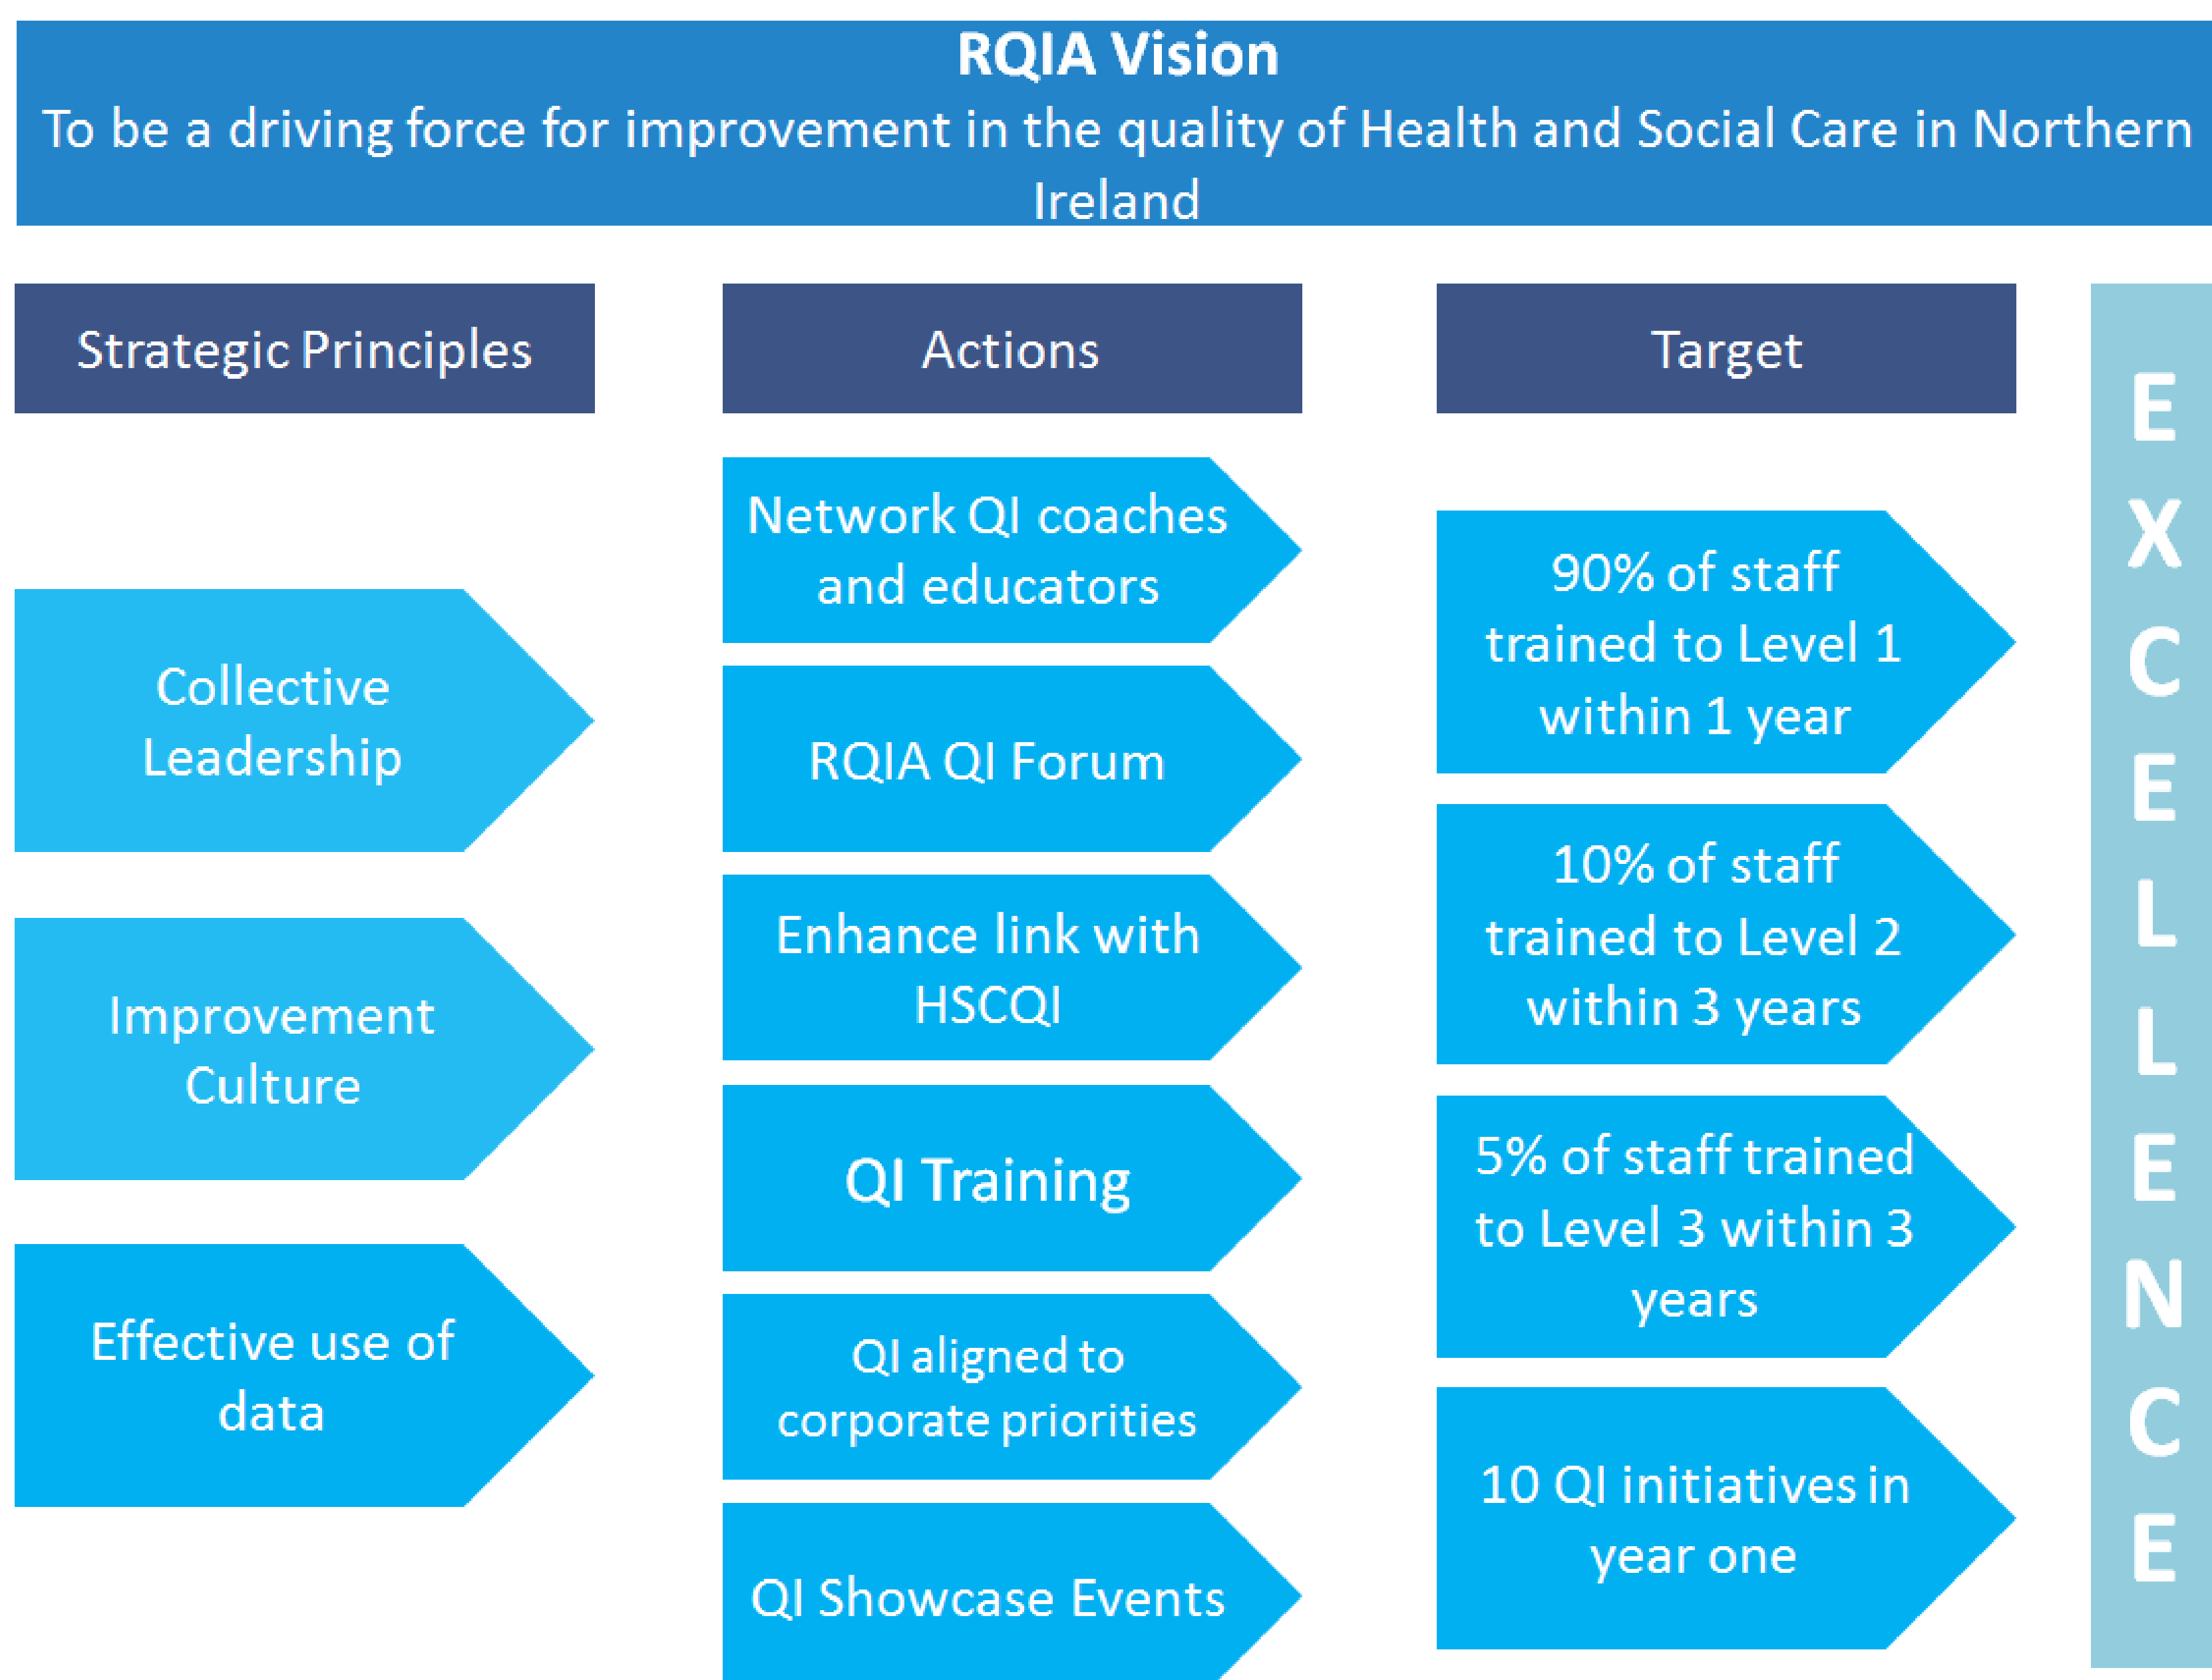 RQIA Vision
To be a driving force for improvement in the quality of Health and Social Care in Northern
Ireland
Strategic Principles
Collective
Leadership
Improvement
Culture
Effective use of
data
Actions
Network QI coaches
and educators
RQIA QI Forum
Enhance link with
HSCQI
QI Training
QI aligned to
corporate priorities
QI Showcase Events
Target
90% of staff
trained to Level 1
within 1 year
10% of staff
trained to Level 2
within 3 years
5% of staff trained
to Level 3 within 3
years
10 QI initiatives in
year one
E
X
C
E
L
L
E
N
C
E